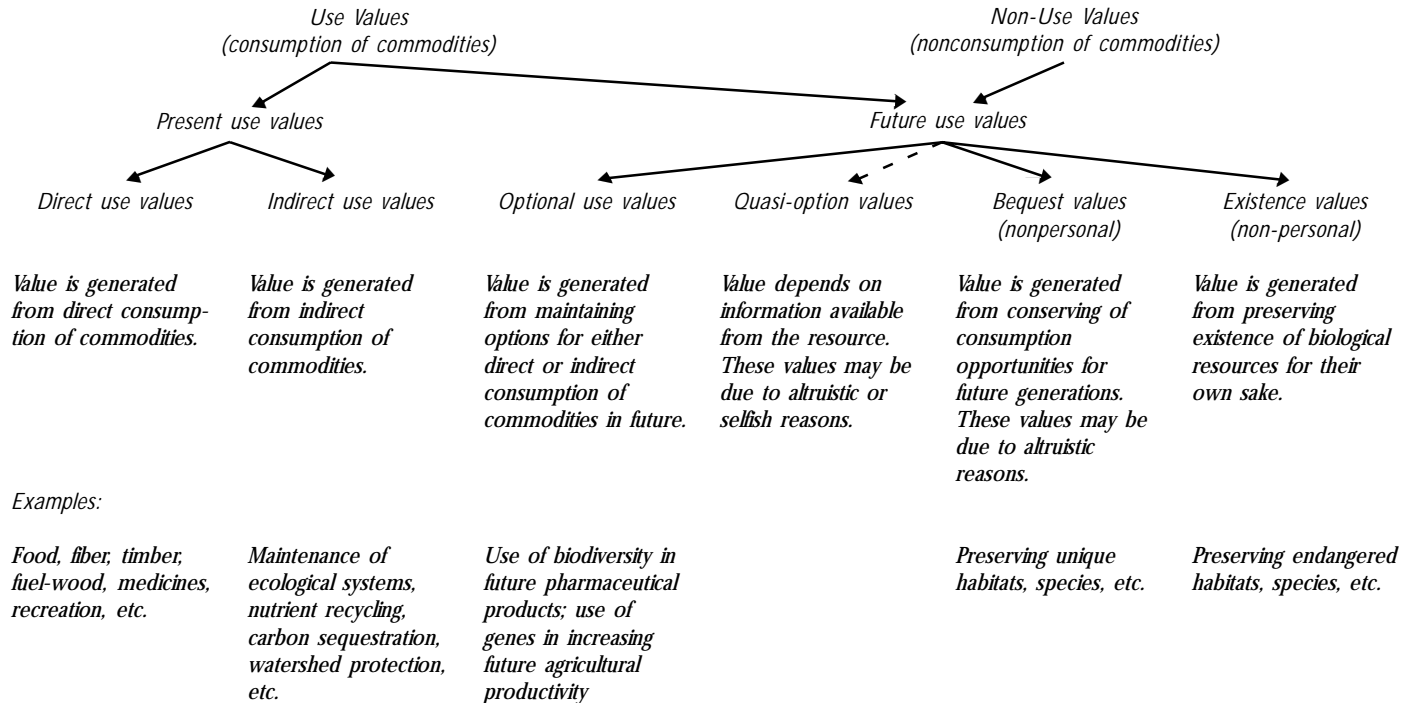 Use Values
(consumption of commodities)
Non-Use Values
(nonconsumption of commodities)
Present use values
Future use values
Direct use values
Indirect use values
Optional use values
Quasi-option values
Bequest values
(nonpersonal)
Existence values
(non-personal)
Value is generated
from direct consump-
tion of commodities.
Value is generated
from indirect
consumption of
commodities.
Value is generated
from maintaining
options for either
direct or indirect
consumption of
commodities in future.
Value depends on
information available
from the resource.
These values may be
due to altruistic or
selfish reasons.
Value is generated
from conserving of
consumption
opportunities for
future generations.
These values may be
due to altruistic
reasons.
Value is generated
from preserving
existence of biological
resources for their
own sake.
Examples:
Food, fiber, timber,
fuel-wood, medicines,
recreation, etc.
Maintenance of
ecological systems,
nutrient recycling,
carbon sequestration,
watershed protection,
etc.
Use of biodiversity in
future pharmaceutical
products; use of
genes in increasing
future agricultural
productivity
Preserving unique
habitats, species, etc.
Preserving endangered
habitats, species, etc.